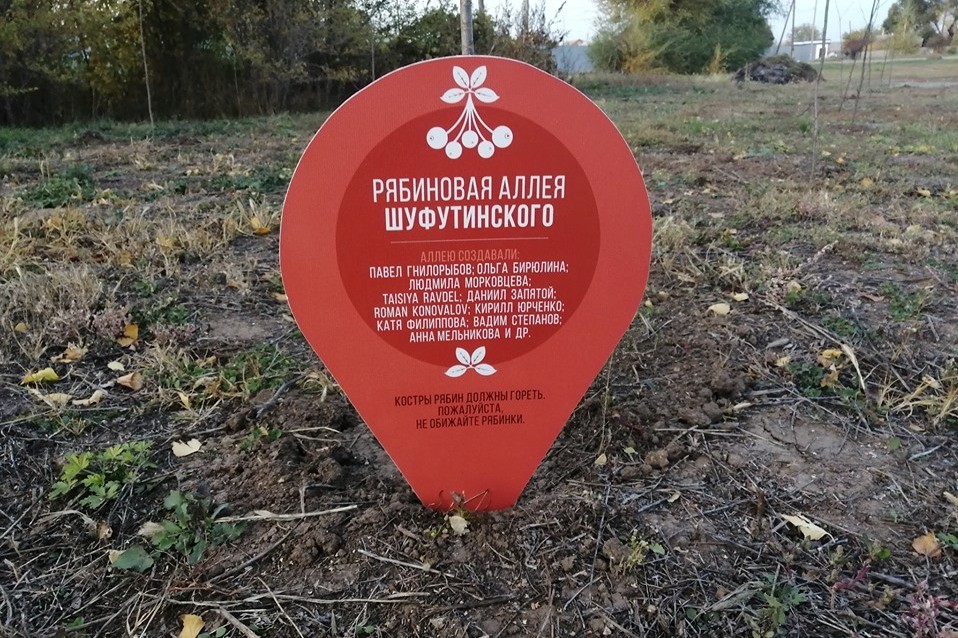 РЯБИНОВАЯ АЛЛЕЯ
ШУФУТИНСКОГО
АЛЛЕЮ СОЗДАВАЛИ:
ПАВЕЛ ГНИЛОРЫБОВ; ОЛЬГА БИРЮЛИНА;
ЛЮДМИЛА МОРКОВЦЕВА;
TAISIYA RAVDEL; ДАНИИЛ ЗАПЯТОЙ;
ROMAN KONOVALOV; КИРИЛЛ ЮРЧЕНКО;
КАТЯ ФИЛИППОВА; ВАДИМ СТЕПАНОВ;
АННА МЕЛЬНИКОВА И ДР.
КОСТРЫ РЯБИН ДОЛЖНЫ ГОРЕТЬ.
ПОЖАЛУЙСТА,
НЕ ОБИЖАЙТЕ РЯБИНКИ.